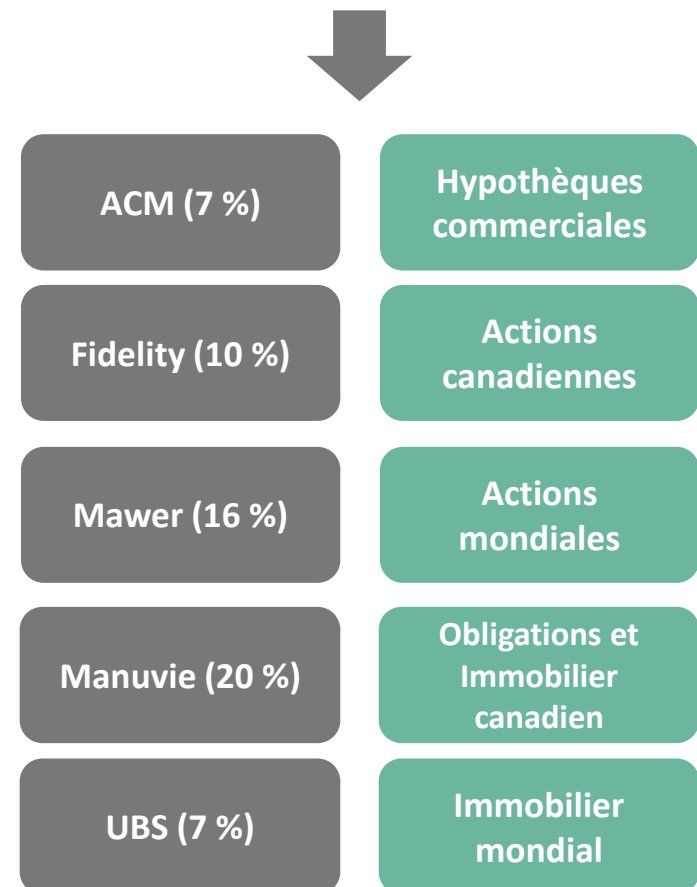 ACM (7 %)
Hypothèques
commerciales
Fidelity (10 %)
Actions
canadiennes
Mawer (16 %)
Actions
mondiales
Manuvie (20 %)
Obligations et
Immobilier
canadien
UBS (7 %)
Immobilier
mondial